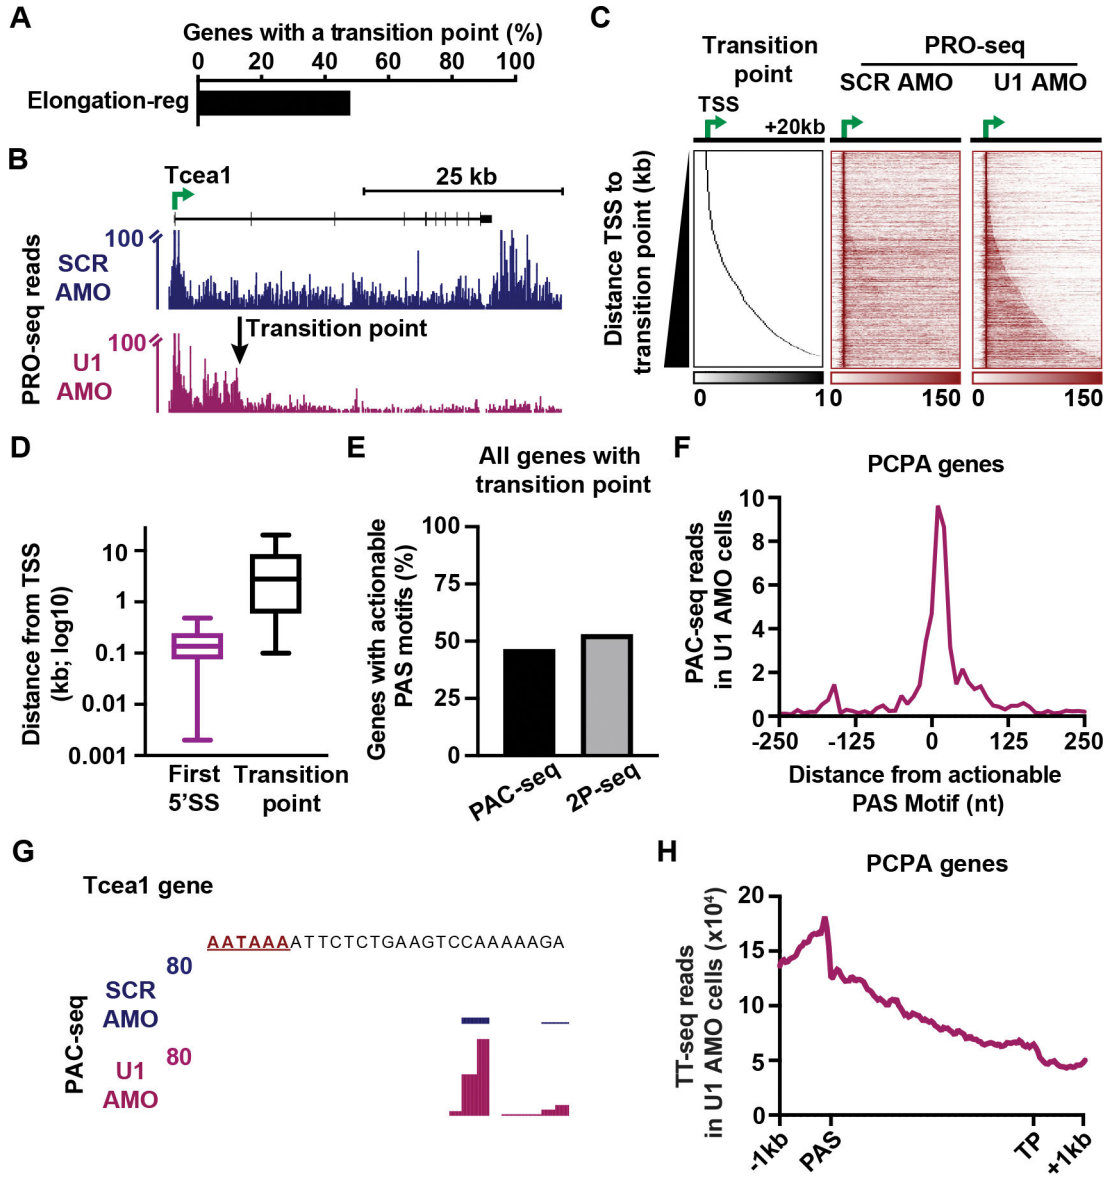 A
Genes with a transition point (%)
0 20 40 60 80 100
Elongation-reg
B
Tcea1
25 kb
PRO-seq reads
100
SCR
AMO
Transition point
100
U1
AMO
C
Transition
point
PRO-seq
SCR AMO U1 AMO
TSS
+20kb
Distance TSS to
transition point (kb)
0 1 0 150 0 150
D
Distance from TSS
(kb; log10)
10
1
0.1
0.01
0.001
First
5'SS
Transition
point
E
All genes with
transition point
Genes with actionable
PAS motifs (%)
100
75
50
25
0
PAC-seq
2P-seq
F
PCPA genes
PAC-seq reads
in U1 AMO cells
10
8
6
4
2
0
-250 -125 0 125 250
Distance from actionable
PAS Motif (nt)
G
Tcea1 gene
AATAAAATTCTCTGAAGTCCAAAAAGA
PAC-seq
80
SCR
AMO
80
U1
AMO
H
PCPA genes
TT-seq reads
in U1 AMO cells (x10⁴)
20
15
10
5
0
-1kb
PAS
TP
+1kb